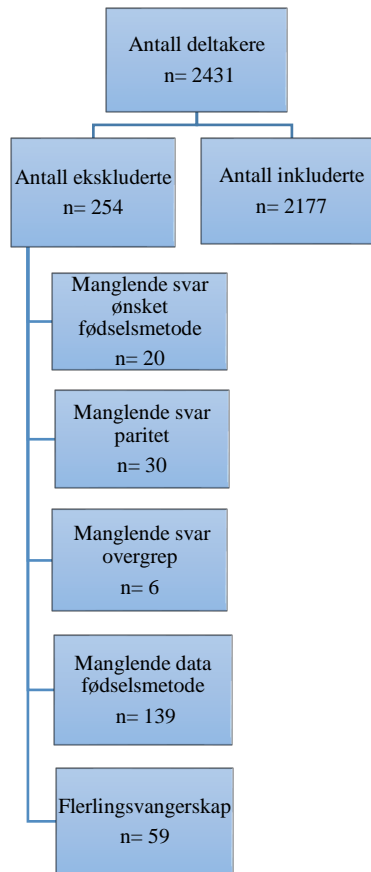 Antall deltakere
n= 2431
Antall ekskluderte
n= 254
Antall inkluderte
n= 2177
Manglende svar
ønsket
fødselsmetode
n= 20
Manglende svar
paritet
n= 30
Manglende svar
overgrep
n= 6
Manglende data
fødselsmetode
n= 139
Flerlingsvangerskap
n= 59